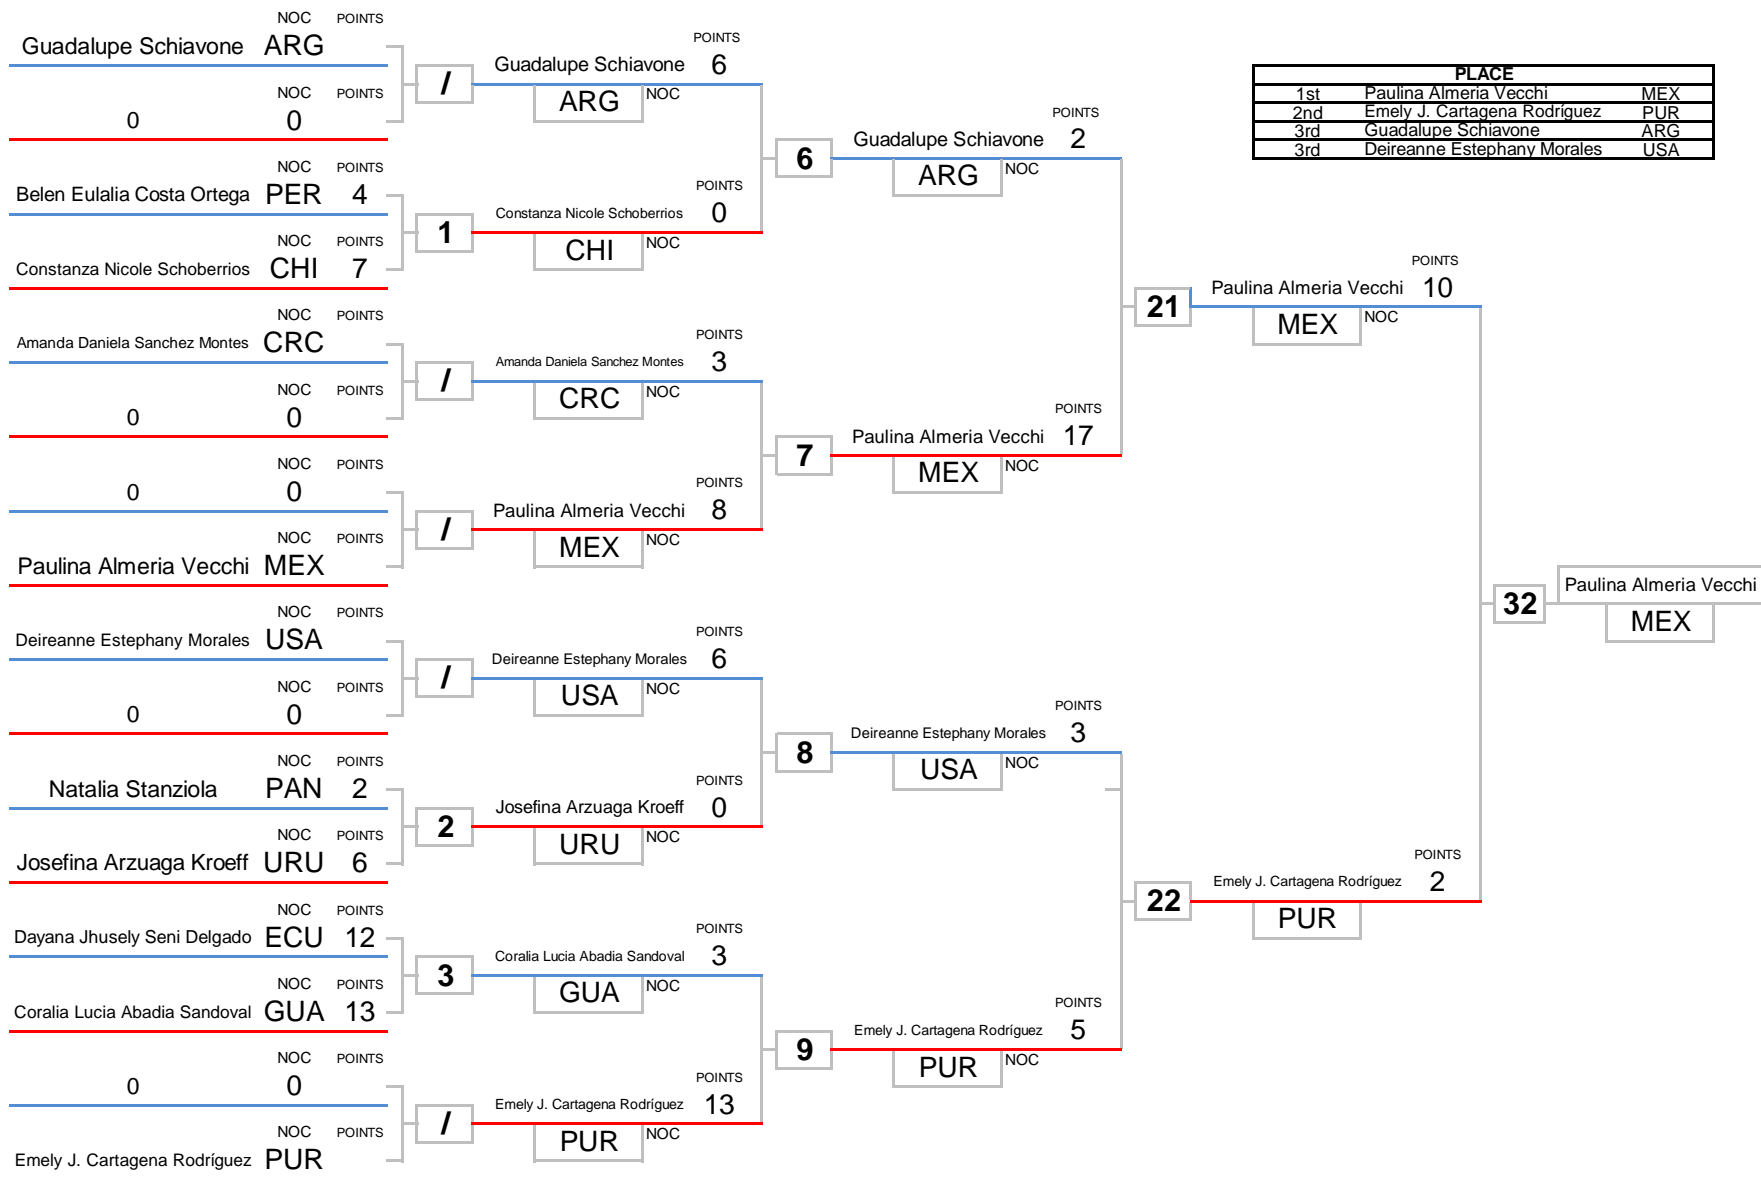 NOC POINTS
Guadalupe Schiavone ARG
NOC POINTS
0 0
/
NOC POINTS
Belen Eulalia Costa Ortega PER 4
NOC POINTS
Constanza Nicole Schoberrios CHI 7
1
NOC POINTS
Amanda Daniela Sanchez Montes CRC
NOC POINTS
0 0
/
NOC POINTS
0 0
NOC POINTS
Paulina Almeria Vecchi MEX
/
NOC POINTS
Deireanne Estephany Morales USA
NOC POINTS
0 0
/
NOC POINTS
Natalia Stanziola PAN 2
NOC POINTS
Josefina Arzuaga Kroeff URU 6
2
NOC POINTS
Dayana Jhusely Seni Delgado ECU 12
NOC POINTS
Coralia Lucia Abadia Sandoval GUA 13
3
NOC POINTS
0 0
NOC POINTS
Emely J. Cartagena Rodríguez PUR
/
POINTS
Guadalupe Schiavone 6
ARG NOC
POINTS
Constanza Nicole Schoberrios 0
CHI NOC
6
POINTS
Amanda Daniela Sanchez Montes 3
CRC NOC
POINTS
Paulina Almeria Vecchi 8
MEX NOC
7
POINTS
Deireanne Estephany Morales 6
USA NOC
POINTS
Josefina Arzuaga Kroeff 0
URU NOC
8
POINTS
Coralia Lucia Abadia Sandoval 3
GUA NOC
POINTS
Emely J. Cartagena Rodríguez 13
PUR NOC
9
POINTS
Guadalupe Schiavone 2
ARG NOC
POINTS
Paulina Almeria Vecchi 17
MEX NOC
21
POINTS
Deireanne Estephany Morales 3
USA NOC
POINTS
Emely J. Cartagena Rodríguez 5
PUR NOC
22
POINTS
Paulina Almeria Vecchi 10
MEX NOC
POINTS
Emely J. Cartagena Rodríguez 2
PUR
32
Paulina Almeria Vecchi
MEX
PLACE
1st Paulina Almeria Vecchi MEX
2nd Emely J. Cartagena Rodríguez PUR
3rd Guadalupe Schiavone ARG
3rd Deireanne Estephany Morales USA